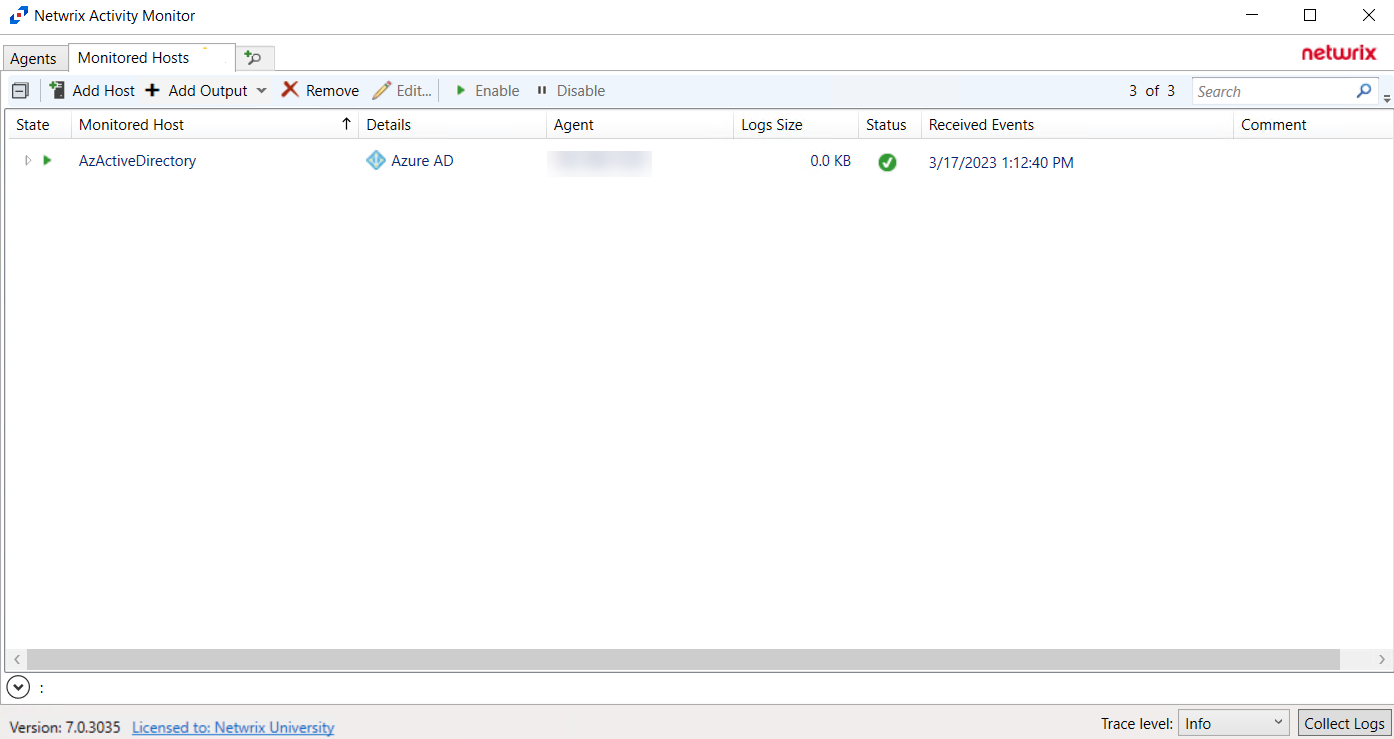 Netwrix Activity Monitor
Agents Monitored Hosts netwrix
Add Host Add Output Remove Edit... Enable Disable 3 of 3 Search
State Monitored Host Details Agent Logs Size Status Received Events Comment
AzActiveDirectory Azure AD 0.0 KB 3/17/2023 1:12:40 PM
:
Version: 7.0.3035 Licensed to: Netwrix University Trace level: Info Collect Logs